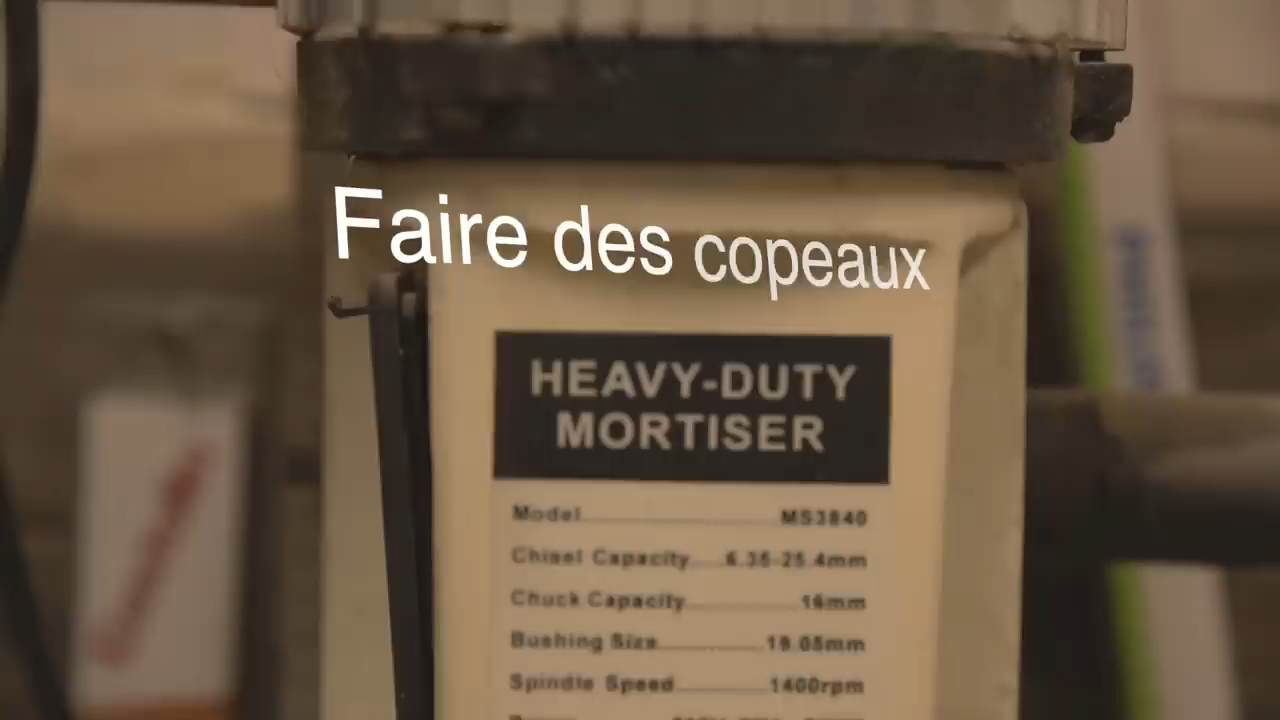 Faire des copeaux
HEAVY-DUTY
MORTISER
Model MS3840
Chisel Capacity 6.35-25.4mm
Chuck Capacity 16mm
Bushing Size 19.05mm
Spindle Speed 1400rpm